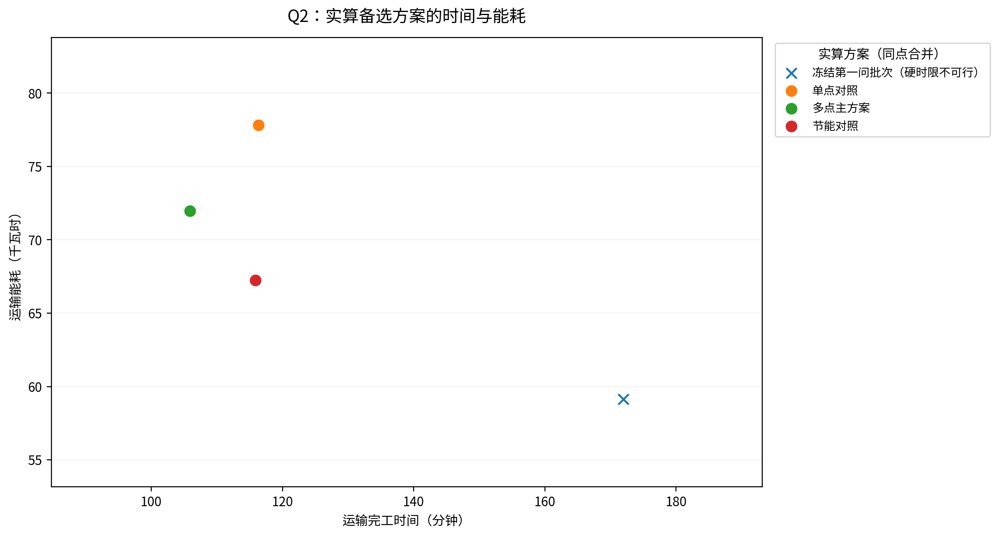 Q2：实算备选方案的时间与能耗
运输能耗（千瓦时）
80
75
70
65
60
55
100
120
140
160
180
运输完工时间（分钟）
实算方案（同点合并）
冻结第一问批次（硬时限不可行）
单点对照
多点主方案
节能对照